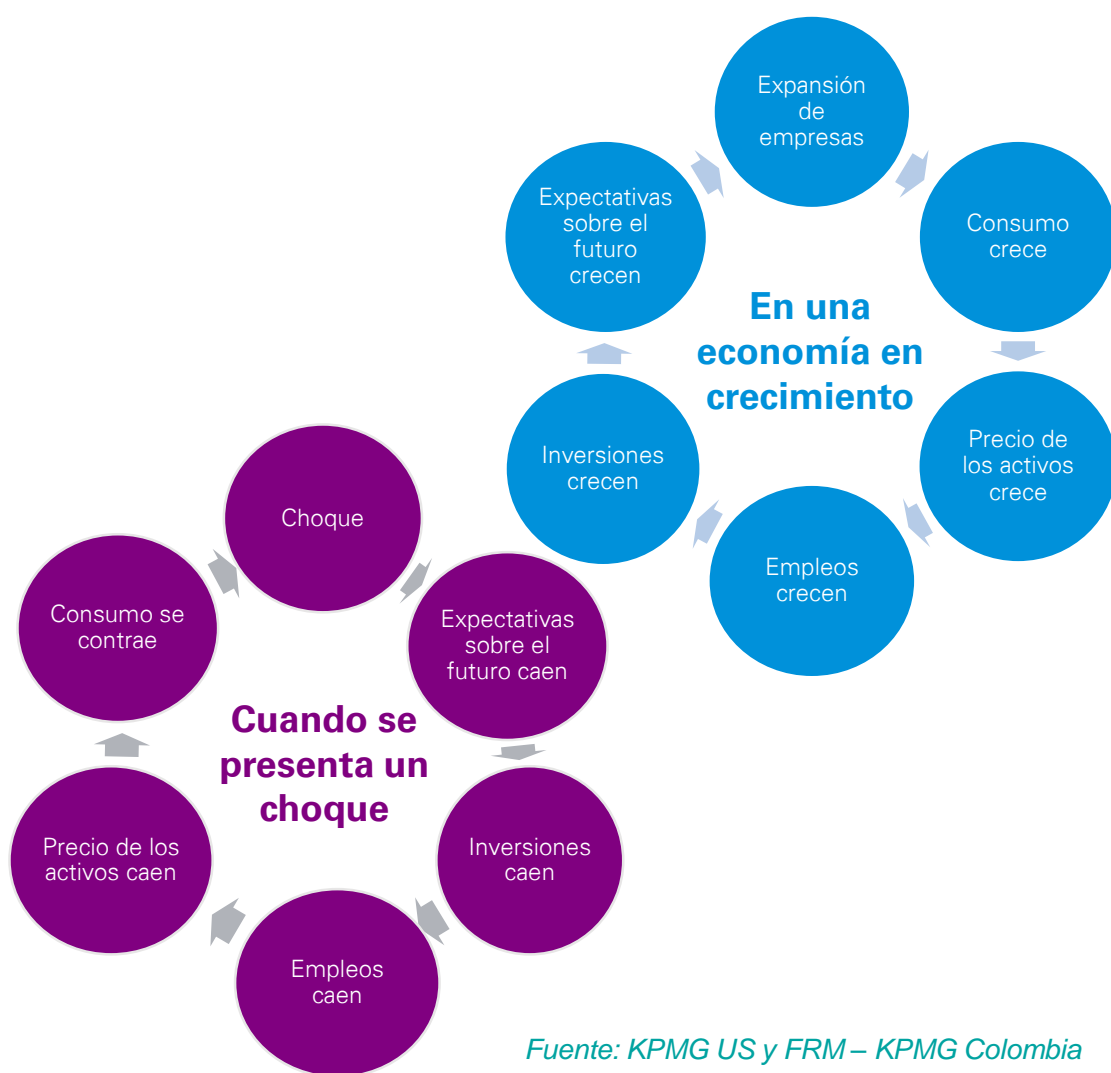 Expansión
de
empresas
Consumo
crece
Precio de
los activos
crece
Empleos
crecen
Inversiones
crecen
Expectativas
sobre el
futuro
crecen
En una
economía en
crecimiento
Choque
Expectativas
sobre el
futuro caen
Inversiones
caen
Empleos
caen
Precio de los
activos caen
Consumo se
contrae
Cuando se
presenta un
choque
Fuente: KPMG US y FRM – KPMG Colombia